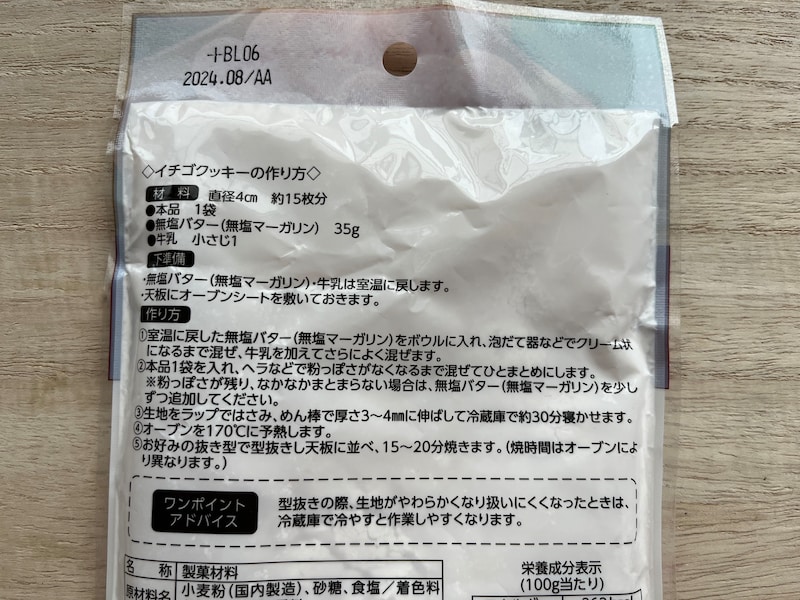 BL06
2024.08/AA
◇イチゴクッキーの作り方◇
材 料 直径4cm 約15枚分
●本品 1袋
●無塩バター(無塩マーガリン) 35g
●牛乳 小さじ1
下準備
・無塩バター(無塩マーガリン)・牛乳は室温に戻します。
・天板にオーブンシートを敷いておきます。
作り方
①室温に戻した無塩バター(無塩マーガリン)をボウルに入れ、泡だて器などでクリーム状
になるまで混ぜ、牛乳を加えてさらによく混ぜます。
②本品1袋を入れ、ヘラなどで粉っぽさがなくなるまで混ぜてひとまとめにします。
※粉っぽさが残り、なかなかまとまらない場合は、無塩バター(無塩マーガリン)を少し
ずつ追加してください。
③生地をラップではさみ、めん棒で厚さ3〜4㎜に伸ばして冷蔵庫で約30分寝かせます。
④オーブンを170℃に予熱します。
⑤お好みの抜き型で型抜きし天板に並べ、15〜20分焼きます。(焼時間はオーブンによ
り異なります。)
ワンポイント
アドバイス
型抜きの際、生地がやわらかくなり扱いにくくなったときは、
冷蔵庫で冷やすと作業しやすくなります。
名 称 製菓材料
原材料名 小麦粉(国内製造)、砂糖、食塩/着色料
栄養成分表示
(100g当たり)